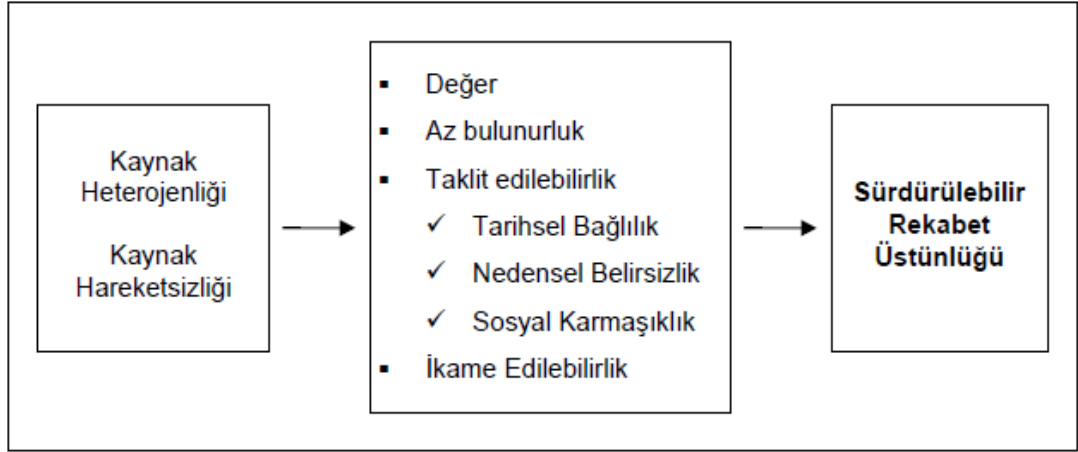 Kaynak
Heterojenliği
Kaynak
Hareketsizliği
▪ Değer
▪ Az bulunurluk
▪ Taklit edilebilirlik
✓ Tarihsel Bağlılık
✓ Nedensel Belirsizlik
✓ Sosyal Karmaşıklık
▪ İkame Edilebilirlik
Sürdürülebilir
Rekabet
Üstünlüğü